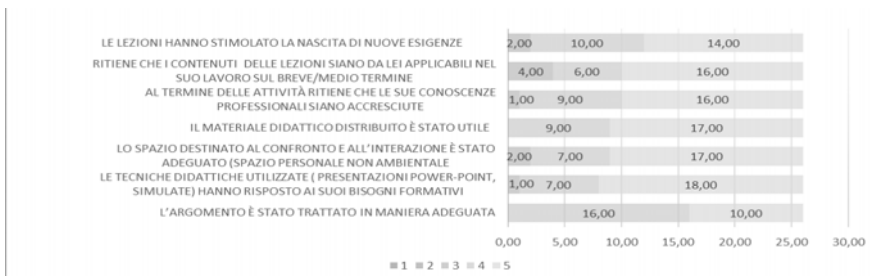 LE LEZIONI HANNO STIMOLATO LA NASCITA DI NUOVE ESIGENZE
2,00 10,00 14,00
RITIENE CHE I CONTENUTI DELLE LEZIONI SIANO DA LEI APPLICABILI NEL
SUO LAVORO SUL BREVE/MEDIO TERMINE
4,00 6,00 16,00
AL TERMINE DELLE ATTIVITÀ RITIENE CHE LE SUE CONOSCENZE
PROFESSIONALI SIANO ACCRESCIUTE
1,00 9,00 16,00
IL MATERIALE DIDATTICO DISTRIBUITO È STATO UTILE
9,00 17,00
LO SPAZIO DESTINATO AL CONFRONTO E ALL'INTERAZIONE È STATO
ADEGUATO (SPAZIO PERSONALE NON AMBIENTALE
2,00 7,00 17,00
LE TECNICHE DIDATTICHE UTILIZZATE ( PRESENTAZIONI POWER-POINT,
SIMULATE) HANNO RISPOSTO AI SUOI BISOGNI FORMATIVI
1,00 7,00 18,00
L'ARGOMENTO È STATO TRATTATO IN MANIERA ADEGUATA
16,00 10,00
0,00 5,00 10,00 15,00 20,00 25,00 30,00
1 2 3 4 5